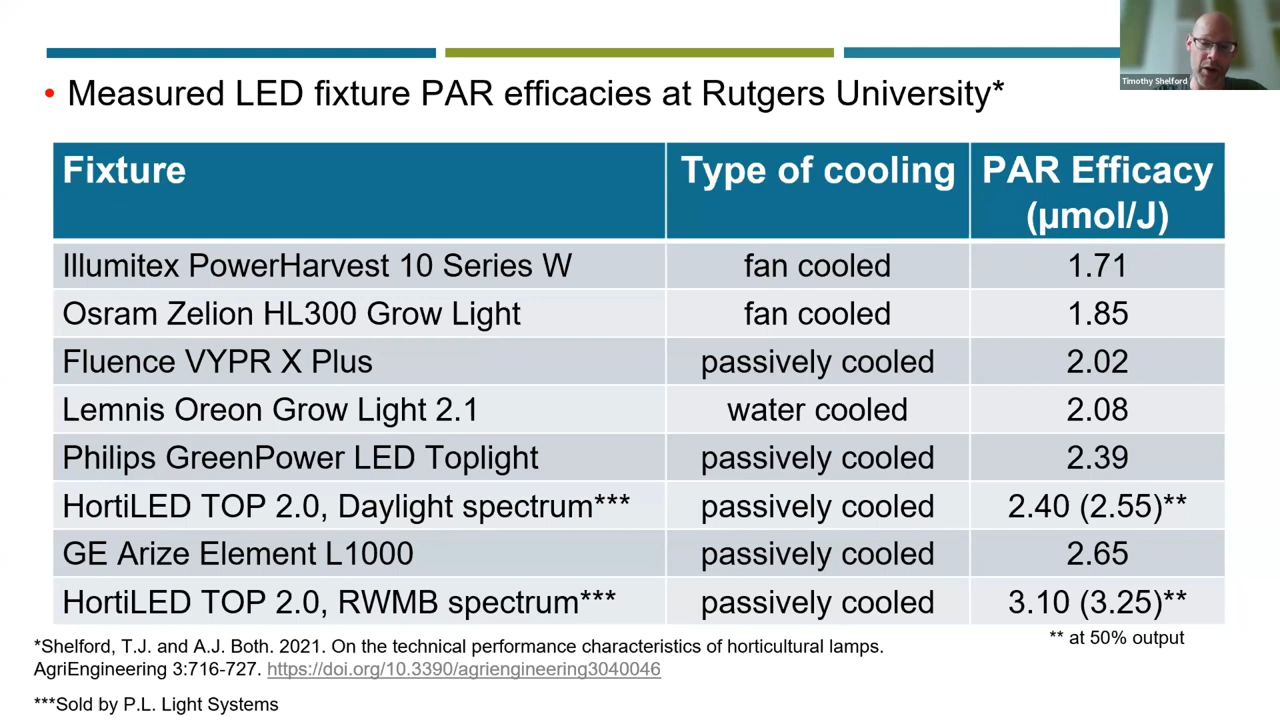 Timothy Shelford
• Measured LED fixture PAR efficacies at Rutgers University*
Fixture Type of cooling PAR Efficacy
(µmol/J)
Illumitex PowerHarvest 10 Series W fan cooled 1.71
Osram Zelion HL300 Grow Light fan cooled 1.85
Fluence VYPR X Plus passively cooled 2.02
Lemnis Oreon Grow Light 2.1 water cooled 2.08
Philips GreenPower LED Toplight passively cooled 2.39
HortiLED TOP 2.0, Daylight spectrum*** passively cooled 2.40 (2.55)**
GE Arize Element L1000 passively cooled 2.65
HortiLED TOP 2.0, RWMB spectrum*** passively cooled 3.10 (3.25)**
** at 50% output
*Shelford, T.J. and A.J. Both. 2021. On the technical performance characteristics of horticultural lamps.
AgriEngineering 3:716-727. https://doi.org/10.3390/agriengineering3040046
***Sold by P.L. Light Systems